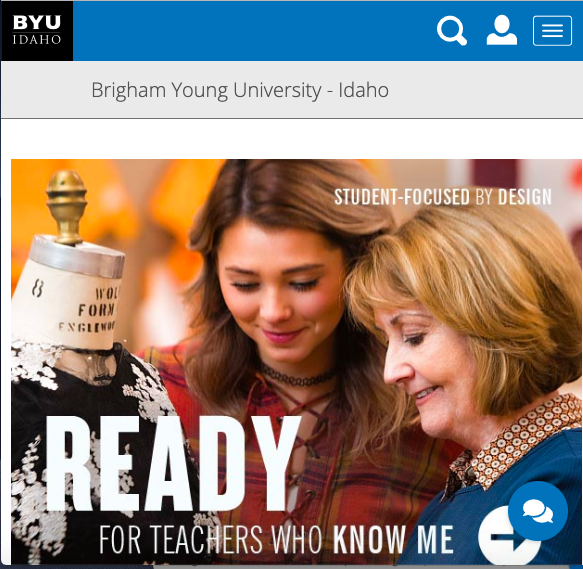 BYU
IDAHO
Brigham Young University - Idaho
STUDENT-FOCUSED BY DESIGN
8
WOL
FORM
ENGLEWOO
READY
FOR TEACHERS WHO KNOW ME